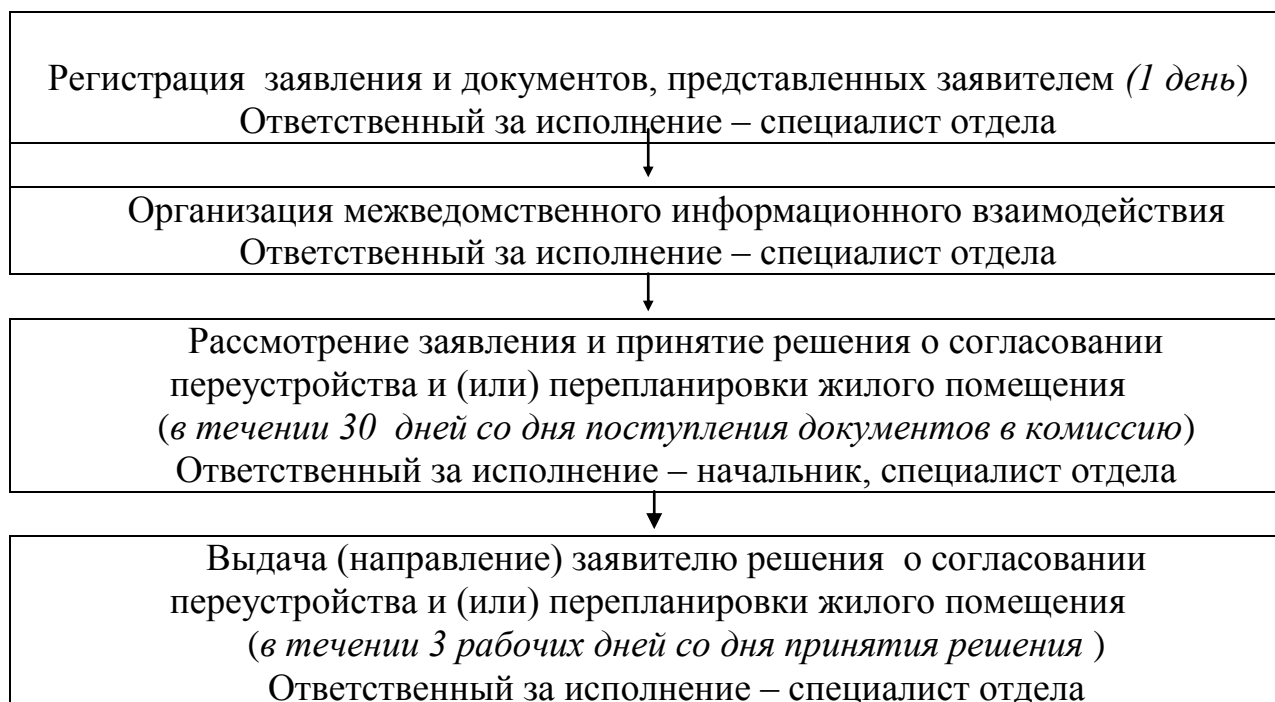 Регистрация  заявления и документов, представленных заявителем (1 день)
Ответственный за исполнение – специалист отдела
Организация межведомственного информационного взаимодействия
Ответственный за исполнение – специалист отдела
Рассмотрение заявления и принятие решения о согласовании
переустройства и (или) перепланировки жилого помещения
(в течении 30  дней со дня поступления документов в комиссию)
Ответственный за исполнение – начальник, специалист отдела
Выдача (направление) заявителю решения  о согласовании
переустройства и (или) перепланировки жилого помещения
(в течении 3 рабочих дней со дня принятия решения )
Ответственный за исполнение – специалист отдела